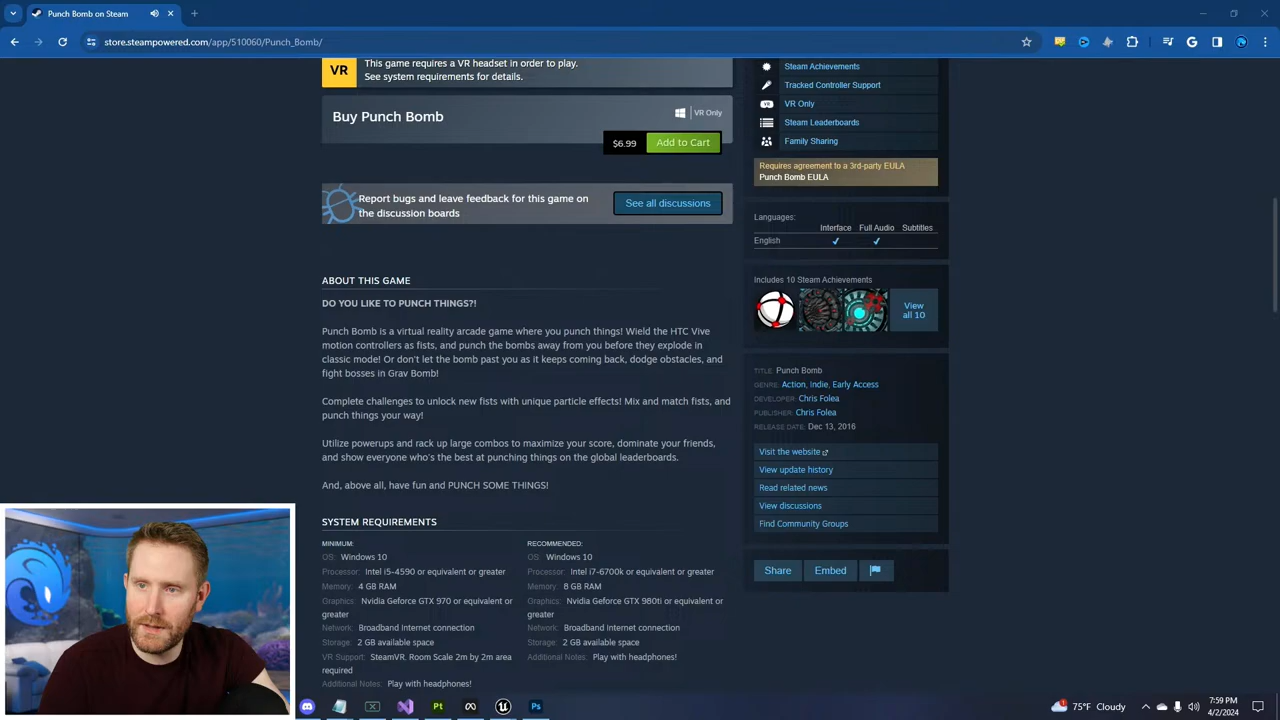 Punch Bomb on Steam
store.steampowered.com/app/510060/Punch_Bomb/
VR
This game requires a VR headset in order to play.
See system requirements for details.
Buy Punch Bomb
VR Only
$6.99
Add to Cart
Report bugs and leave feedback for this game on
the discussion boards
See all discussions
ABOUT THIS GAME
DO YOU LIKE TO PUNCH THINGS?!
Punch Bomb is a virtual reality arcade game where you punch things! Wield the HTC Vive
motion controllers as fists, and punch the bombs away from you before they explode in
classic mode! Or don't let the bomb past you as it keeps coming back, dodge obstacles, and
fight bosses in Grav Bomb!
Complete challenges to unlock new fists with unique particle effects! Mix and match fists, and
punch things your way!
Utilize powerups and rack up large combos to maximize your score, dominate your friends,
and show everyone who's the best at punching things on the global leaderboards.
And, above all, have fun and PUNCH SOME THINGS!
SYSTEM REQUIREMENTS
MINIMUM:
OS: Windows 10
Processor: Intel i5-4590 or equivalent or greater
Memory: 4 GB RAM
Graphics: Nvidia Geforce GTX 970 or equivalent or
greater
Network: Broadband Internet connection
Storage: 2 GB available space
VR Support: SteamVR. Room Scale 2m by 2m area
required
Additional Notes: Play with headphones!
RECOMMENDED:
OS: Windows 10
Processor: Intel i7-6700k or equivalent or greater
Memory: 8 GB RAM
Graphics: Nvidia Geforce GTX 980ti or equivalent or
greater
Network: Broadband Internet connection
Storage: 2 GB available space
Additional Notes: Play with headphones!
Steam Achievements
Tracked Controller Support
VR
VR Only
Steam Leaderboards
Family Sharing
Requires agreement to a 3rd-party EULA
Punch Bomb EULA
Languages:
Interface Full Audio Subtitles
English ✔ ✔
Includes 10 Steam Achievements
View
all 10
TITLE: Punch Bomb
GENRE: Action, Indie, Early Access
DEVELOPER: Chris Folea
PUBLISHER: Chris Folea
RELEASE DATE: Dec 13, 2016
Visit the website
View update history
Read related news
View discussions
Find Community Groups
Share
Embed
Pt
Ps
75°F Cloudy
7:59 PM
4/2/2024